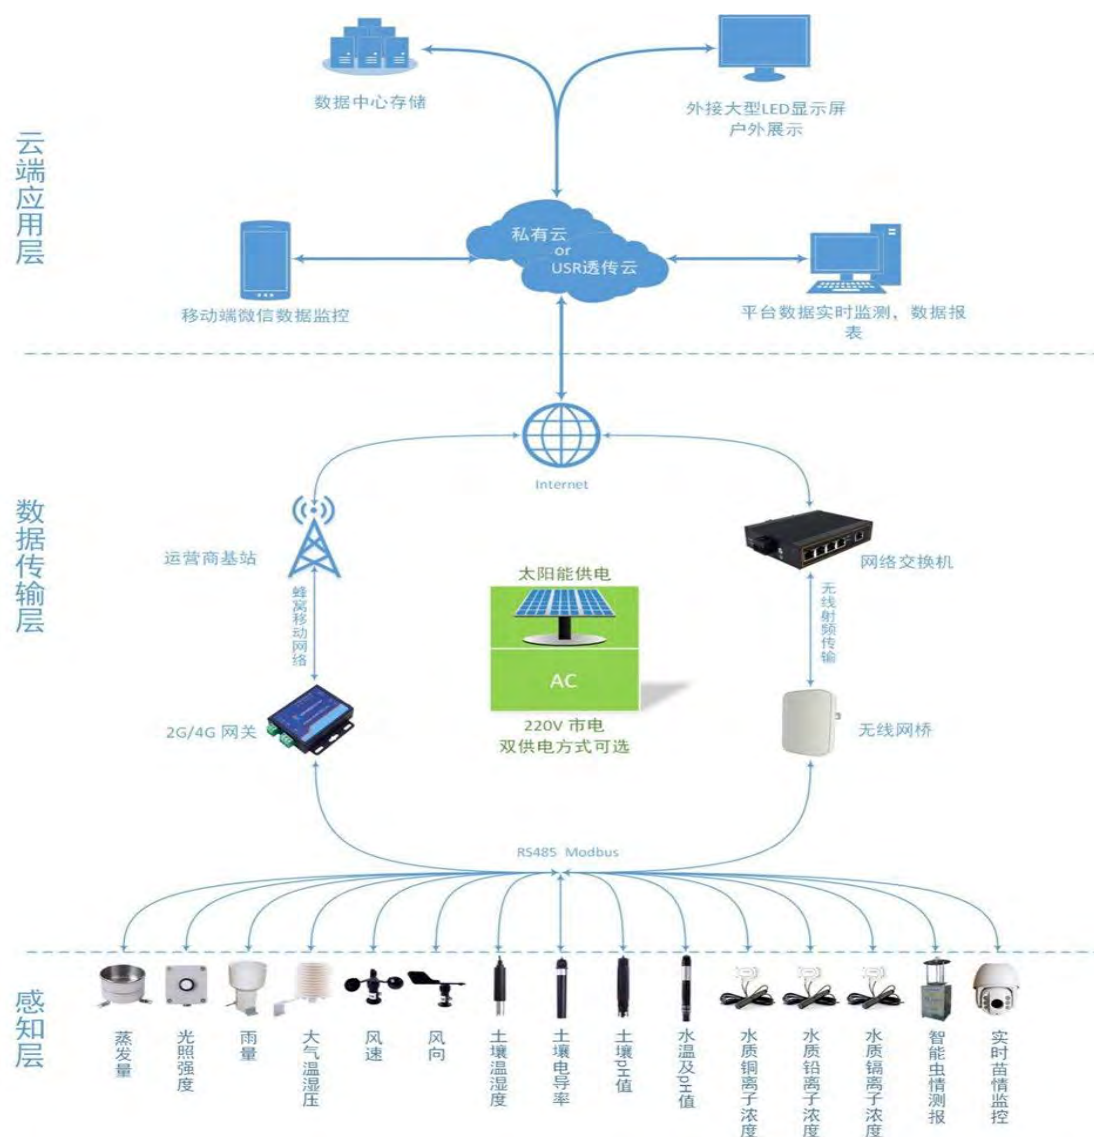 数据中心存储
外接大型LED显示屏
户外展示
云端应用层
私有云
or
USR透传云
移动端微信数据监控
平台数据实时监测，数据报
表
Internet
数据传输层
运营商基站
网络交换机
蜂窝移动网络
太阳能供电
无线射频传输
AC
2G/4G 网关
220V 市电
双供电方式可选
无线网桥
RS485 Modbus
感知层
蒸发量
光照强度
雨量
大气温湿压
风速
风向
土壤温湿度
土壤电导率
土壤pH值
水温及pH值
水质铜离子浓度
水质铅离子浓度
水质镉离子浓度
智能虫情测报
实时苗情监控